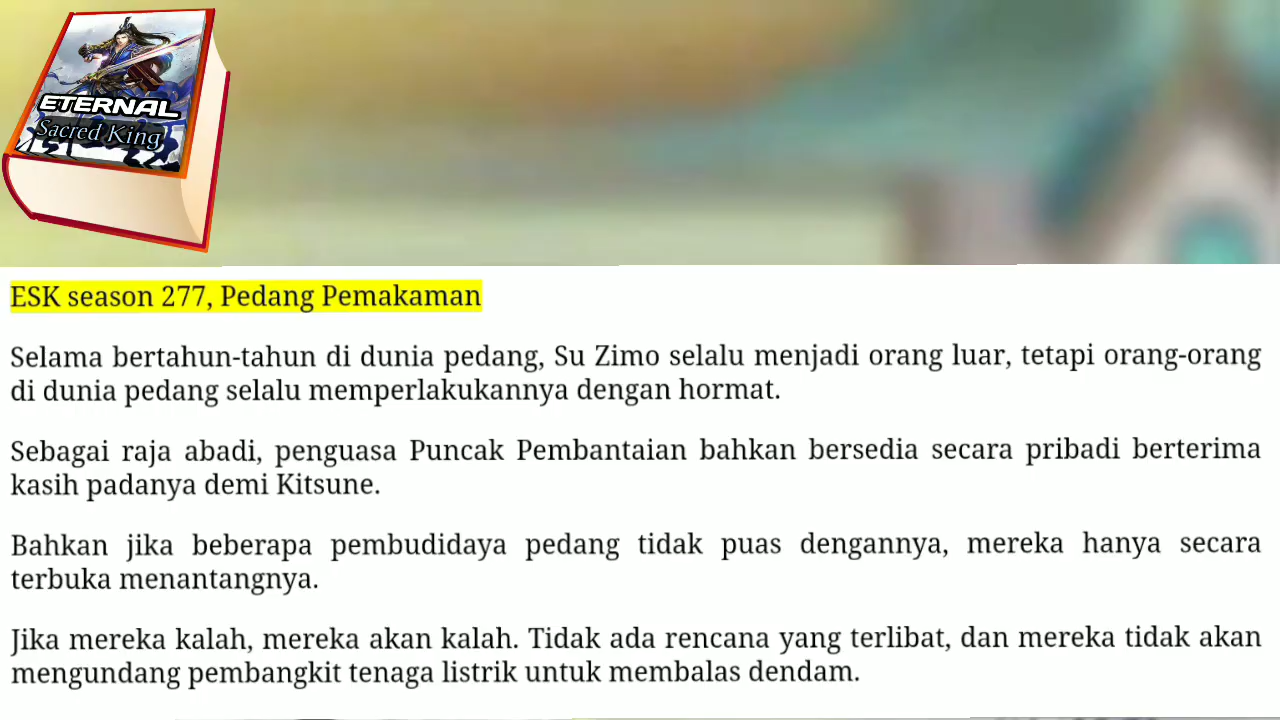 ETERNAL
Sacred King
ESK season 277, Pedang Pemakaman
Selama bertahun-tahun di dunia pedang, Su Zimo selalu menjadi orang luar, tetapi orang-orang
di dunia pedang selalu memperlakukannya dengan hormat.
Sebagai raja abadi, penguasa Puncak Pembantaian bahkan bersedia secara pribadi berterima
kasih padanya demi Kitsune.
Bahkan jika beberapa pembudidaya pedang tidak puas dengannya, mereka hanya secara
terbuka menantangnya.
Jika mereka kalah, mereka akan kalah. Tidak ada rencana yang terlibat, dan mereka tidak akan
mengundang pembangkit tenaga listrik untuk membalas dendam.